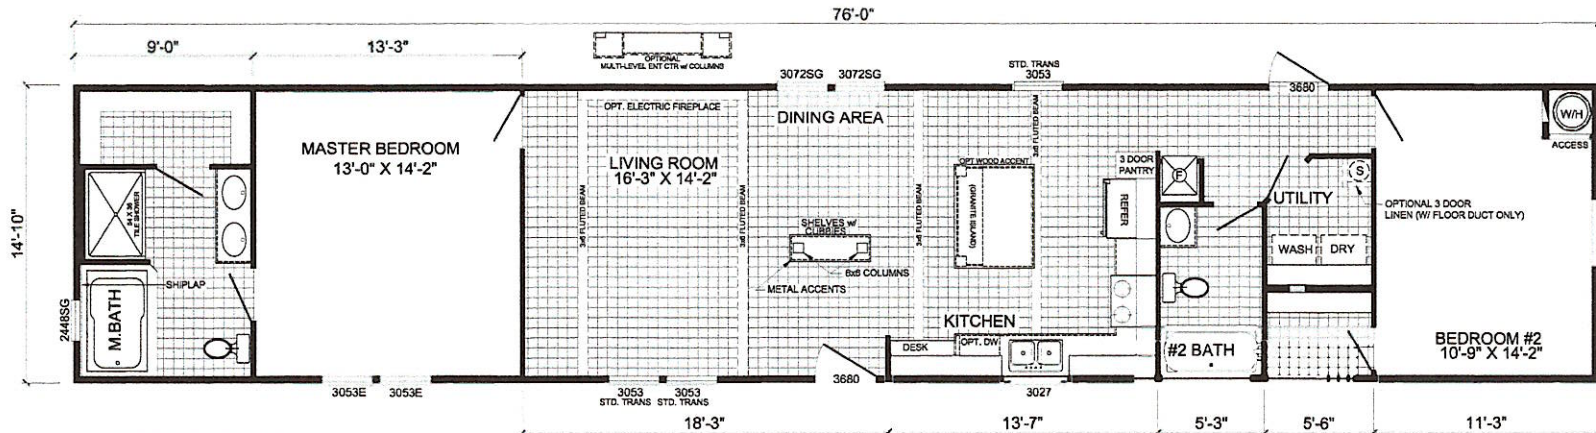 76'-0"
9'-0"
13'-3"
OPTIONAL
MULTI-LEVEL ENT CTR w/ COLUMNS
3072SG
3072SG
STD. TRANS
3053
3680
14'-10"
OPT. ELECTRIC FIREPLACE
DINING AREA
MASTER BEDROOM
13'-0" X 14'-2"
LIVING ROOM
16'-3" X 14'-2"
3x6 FLUTED BEAM
3x6 FLUTED BEAM
3x6 FLUTED BEAM
3x6 FLUTED BEAM
OPT WOOD ACCENT
(GRANITE ISLAND)
3 DOOR
PANTRY
REFER
F
UTILITY
S
W/H
ACCESS
OPTIONAL 3 DOOR
LINEN (W/ FLOOR DUCT ONLY)
WASH
DRY
TILE SHOWER
SHELVES w/
CUBBIES
6x6 COLUMNS
METAL ACCENTS
SHIPLAP
2448SG
M.BATH
KITCHEN
DESK
OPT. DW
#2 BATH
BEDROOM #2
10'-9" X 14'-2"
3053E
3053E
3053
STD. TRANS
3053
STD. TRANS
3680
3027
18'-3"
13'-7"
5'-3"
5'-6"
11'-3"